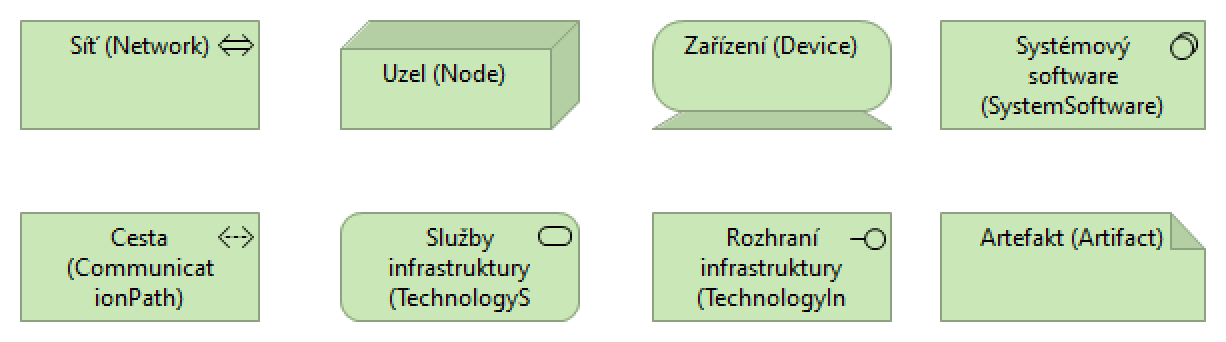 Síť (Network)
Uzel (Node)
Zařízení (Device)
Systémový
software
(SystemSoftware)
Cesta
(Communicat
ionPath)
Služby
infrastruktury
(TechnologyS
Rozhraní
infrastruktury
(TechnologyIn
Artefakt (Artifact)